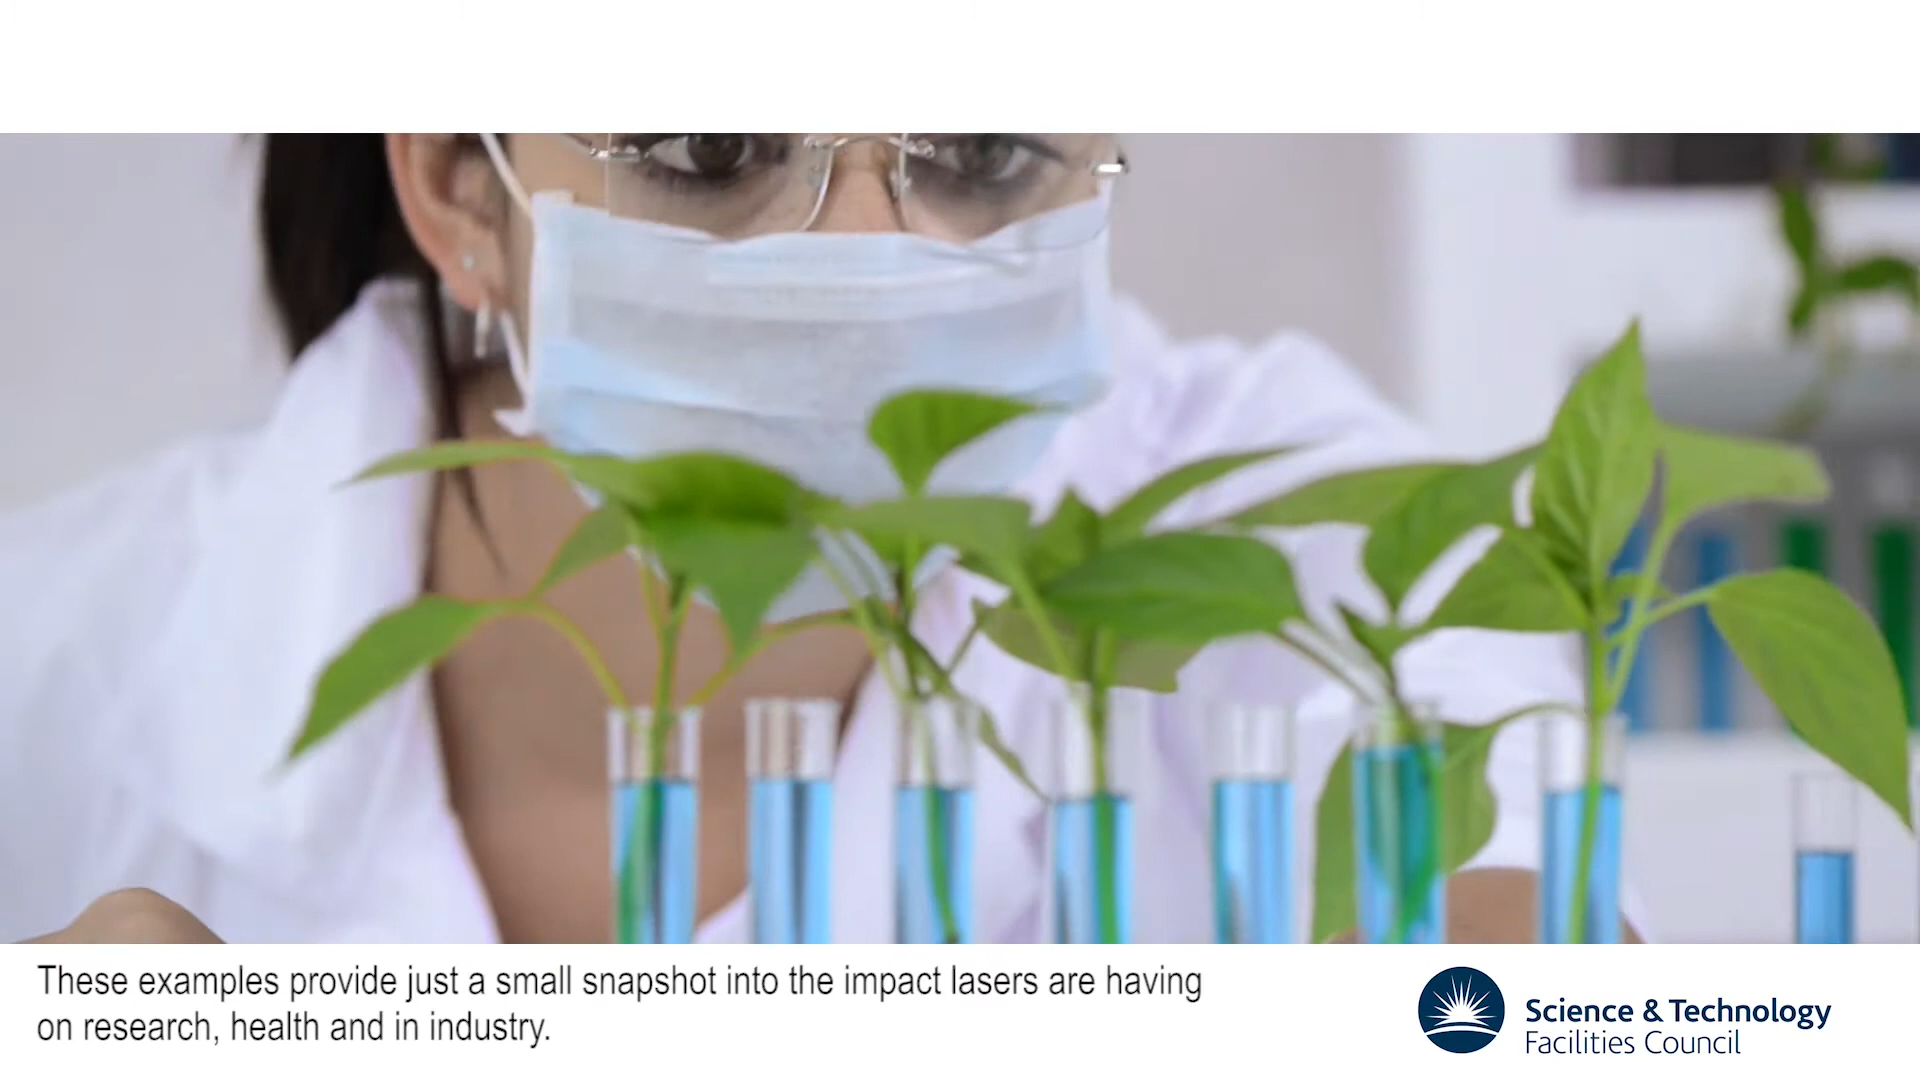 These examples provide just a small snapshot into the impact lasers are having
on research, health and in industry.
Science & Technology
Facilities Council